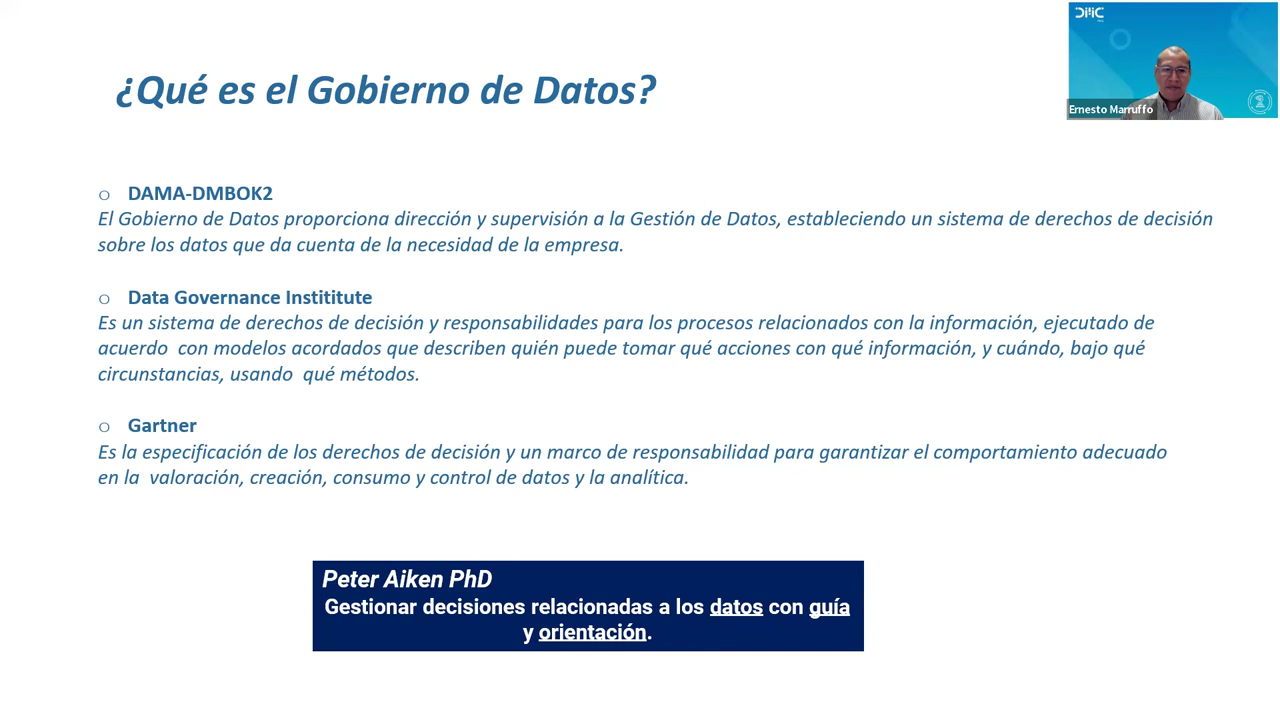 DMC
Ernesto Marruffo
¿Qué es el Gobierno de Datos?
o DAMA-DMBOK2
El Gobierno de Datos proporciona dirección y supervisión a la Gestión de Datos, estableciendo un sistema de derechos de decisión
sobre los datos que da cuenta de la necesidad de la empresa.
o Data Governance Instititute
Es un sistema de derechos de decisión y responsabilidades para los procesos relacionados con la información, ejecutado de
acuerdo con modelos acordados que describen quién puede tomar qué acciones con qué información, y cuándo, bajo qué
circunstancias, usando qué métodos.
o Gartner
Es la especificación de los derechos de decisión y un marco de responsabilidad para garantizar el comportamiento adecuado
en la valoración, creación, consumo y control de datos y la analítica.
Peter Aiken PhD
Gestionar decisiones relacionadas a los datos con guía
y orientación.